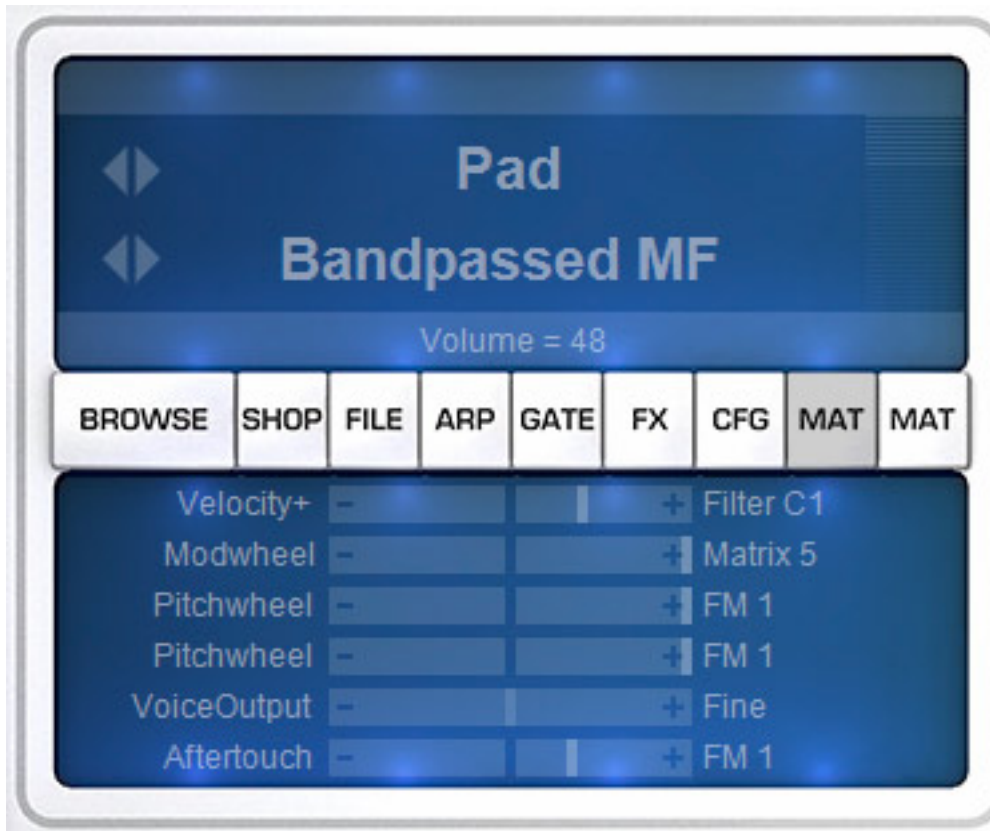 Pad
Bandpassed MF
Volume = 48
BROWSE SHOP FILE ARP GATE FX CFG MAT MAT
Velocity+ - + Filter C1
Modwheel - + Matrix 5
Pitchwheel - + FM 1
Pitchwheel - + FM 1
VoiceOutput - + Fine
Aftertouch - + FM 1